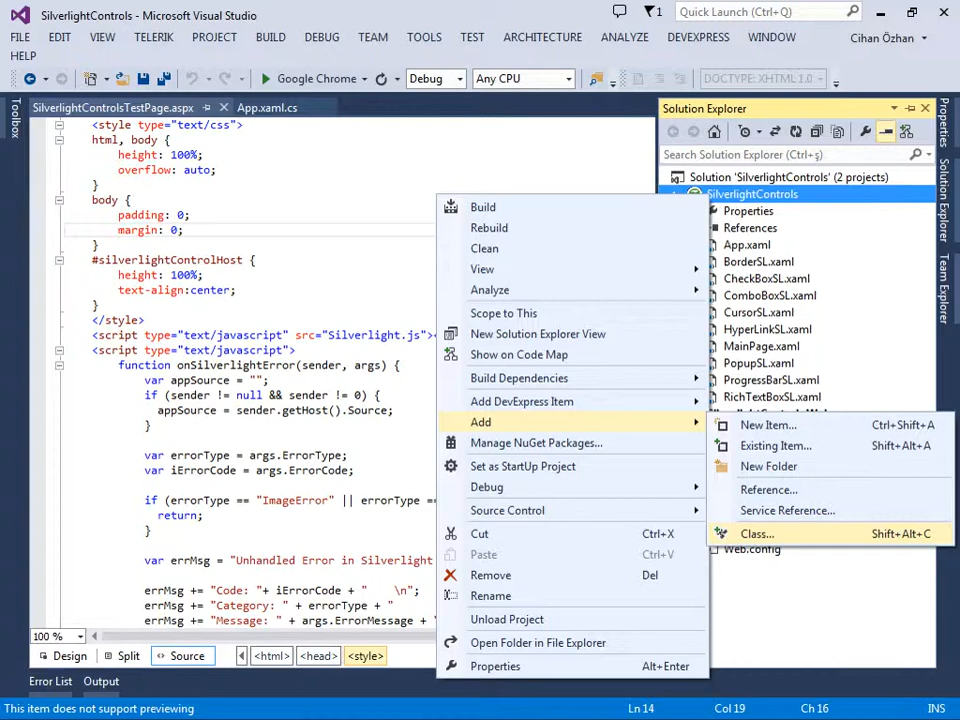 SilverlightControls - Microsoft Visual Studio
1
Quick Launch (Ctrl+Q)
FILE EDIT VIEW TELERIK PROJECT BUILD DEBUG TEAM TOOLS TEST ARCHITECTURE ANALYZE DEVEXPRESS WINDOW
Cihan Özhan
HELP
Google Chrome
Debug
Any CPU
DOCTYPE: XHTML 1.0
Toolbox
SilverlightControlsTestPage.aspx
App.xaml.cs
<style type="text/css">
html, body {
height: 100%;
overflow: auto;
}
body {
padding: 0;
margin: 0;
}
#silverlightControlHost {
height: 100%;
text-align:center;
}
</style>
<script type="text/javascript" src="Silverlight.js">
<script type="text/javascript">
function onSilverlightError(sender, args) {
var appSource = "";
if (sender != null && sender != 0) {
appSource = sender.getHost().Source;
}
var errorType = args.ErrorType;
var iErrorCode = args.ErrorCode;
if (errorType == "ImageError" || errorType ==
return;
}
var errMsg = "Unhandled Error in Silverlight
errMsg += "Code: " + iErrorCode + "    \n";
errMsg += "Category: " + errorType + "
errMsg += "Message: " + args.ErrorMessage + "
100 %
Design
Split
Source
<html>
<head>
<style>
Error List
Output
This item does not support previewing
Ln 14
Col 19
Ch 16
INS
Build
Rebuild
Clean
View
Analyze
Scope to This
New Solution Explorer View
Show on Code Map
Build Dependencies
Add DevExpress Item
Add
Manage NuGet Packages...
Set as StartUp Project
Debug
Source Control
Cut Ctrl+X
Paste Ctrl+V
Remove Del
Rename
Unload Project
Open Folder in File Explorer
Properties Alt+Enter
New Item... Ctrl+Shift+A
Existing Item... Shift+Alt+A
New Folder
Reference...
Service Reference...
Class... Shift+Alt+C
Solution Explorer
Search Solution Explorer (Ctrl+ş)
Solution 'SilverlightControls' (2 projects)
SilverlightControls
Properties
References
App.xaml
BorderSL.xaml
CheckBoxSL.xaml
ComboBoxSL.xaml
CursorSL.xaml
HyperLinkSL.xaml
MainPage.xaml
PopupSL.xaml
ProgressBarSL.xaml
RichTextBoxSL.xaml
Web.config
Properties
Team Explorer